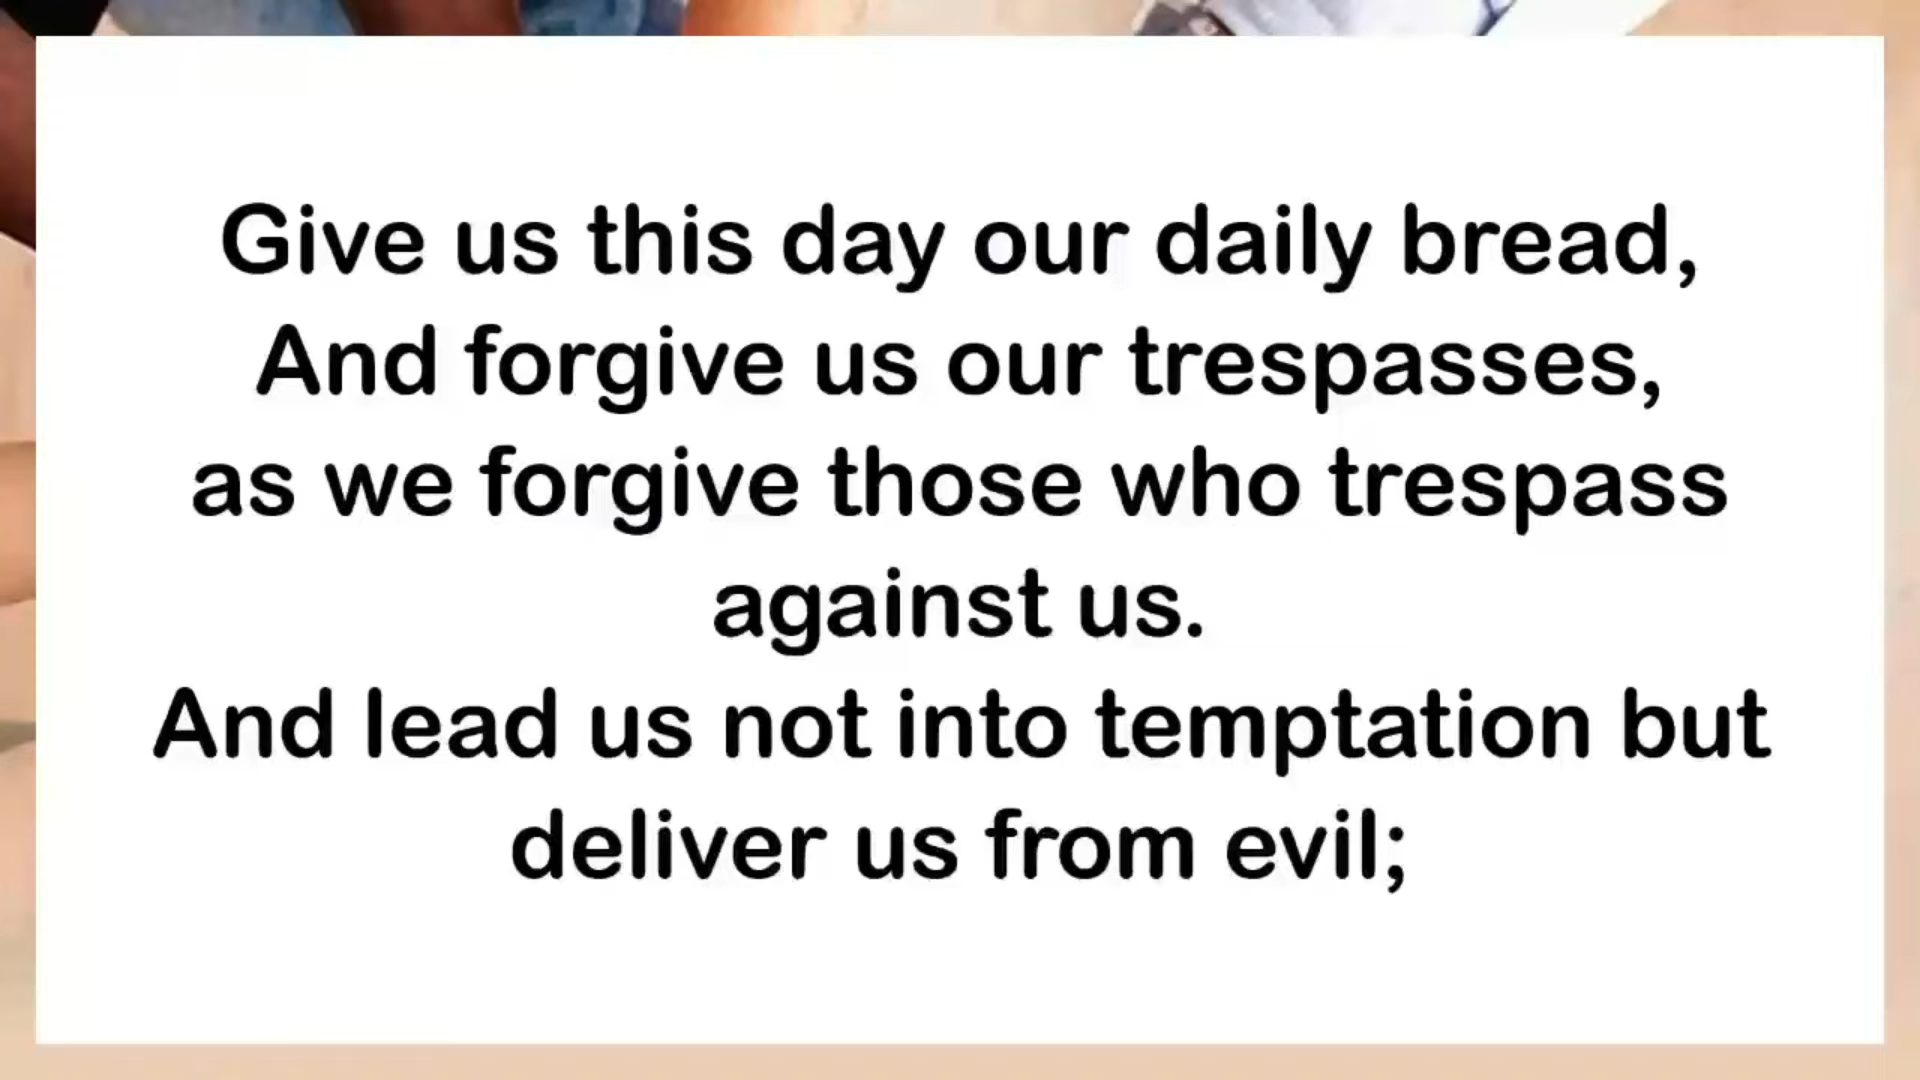 Give us this day our daily bread,
And forgive us our trespasses,
as we forgive those who trespass
against us.
And lead us not into temptation but
deliver us from evil;